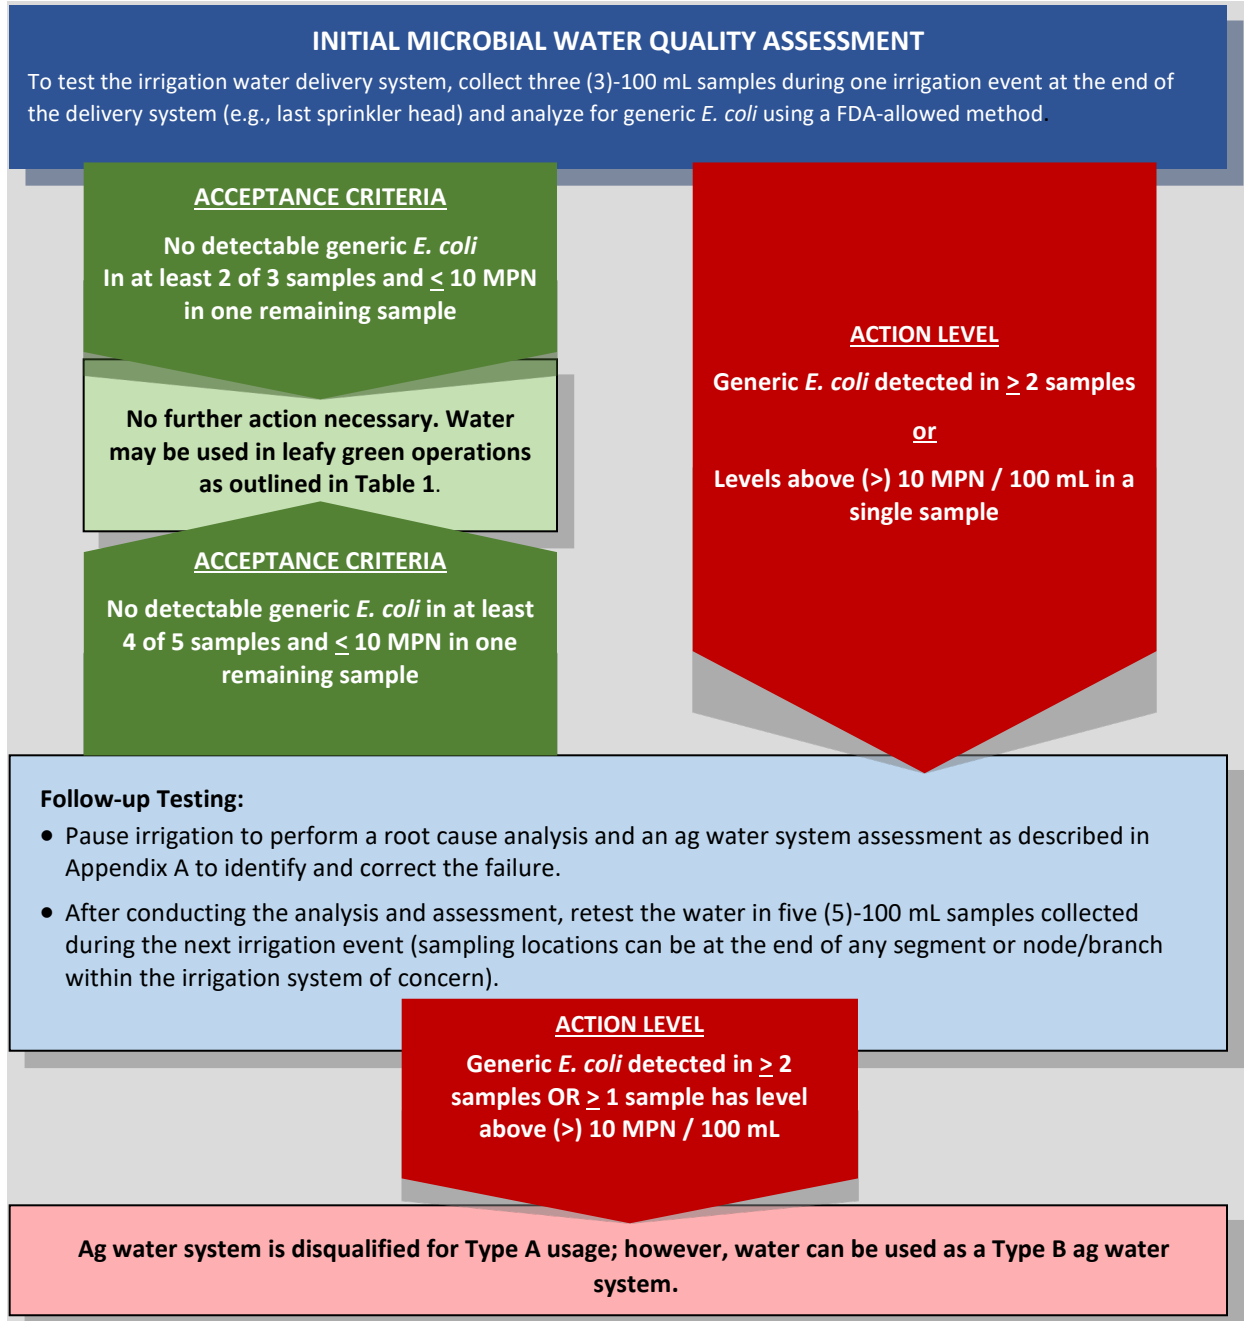 INITIAL MICROBIAL WATER QUALITY ASSESSMENT
To test the irrigation water delivery system, collect three (3)-100 mL samples during one irrigation event at the end of
the delivery system (e.g., last sprinkler head) and analyze for generic E. coli using a FDA-allowed method.
ACCEPTANCE CRITERIA
No detectable generic E. coli
In at least 2 of 3 samples and ≤ 10 MPN
in one remaining sample
No further action necessary. Water
may be used in leafy green operations
as outlined in Table 1.
ACCEPTANCE CRITERIA
No detectable generic E. coli in at least
4 of 5 samples and ≤ 10 MPN in one
remaining sample
ACTION LEVEL
Generic E. coli detected in ≥ 2 samples
or
Levels above (>) 10 MPN / 100 mL in a
single sample
Follow-up Testing:
• Pause irrigation to perform a root cause analysis and an ag water system assessment as described in
Appendix A to identify and correct the failure.
• After conducting the analysis and assessment, retest the water in five (5)-100 mL samples collected
during the next irrigation event (sampling locations can be at the end of any segment or node/branch
within the irrigation system of concern).
ACTION LEVEL
Generic E. coli detected in ≥ 2
samples OR ≥ 1 sample has level
above (>) 10 MPN / 100 mL
Ag water system is disqualified for Type A usage; however, water can be used as a Type B ag water
system.